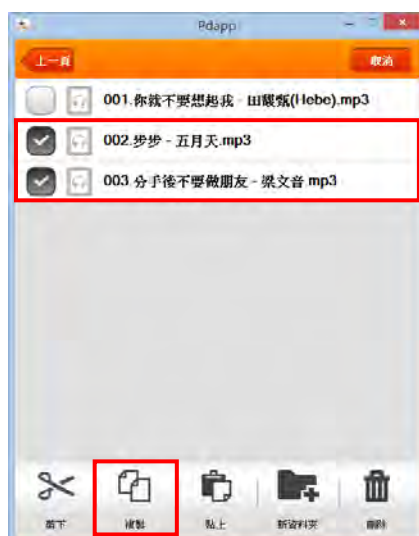 Pdapp
上一頁
取消
001.你就不要想起我 - 田馥甄(Hebe).mp3
002.步步 - 五月天.mp3
003.分手後不要做朋友 - 梁文音.mp3
剪下
複製
貼上
新資料夾
刪除